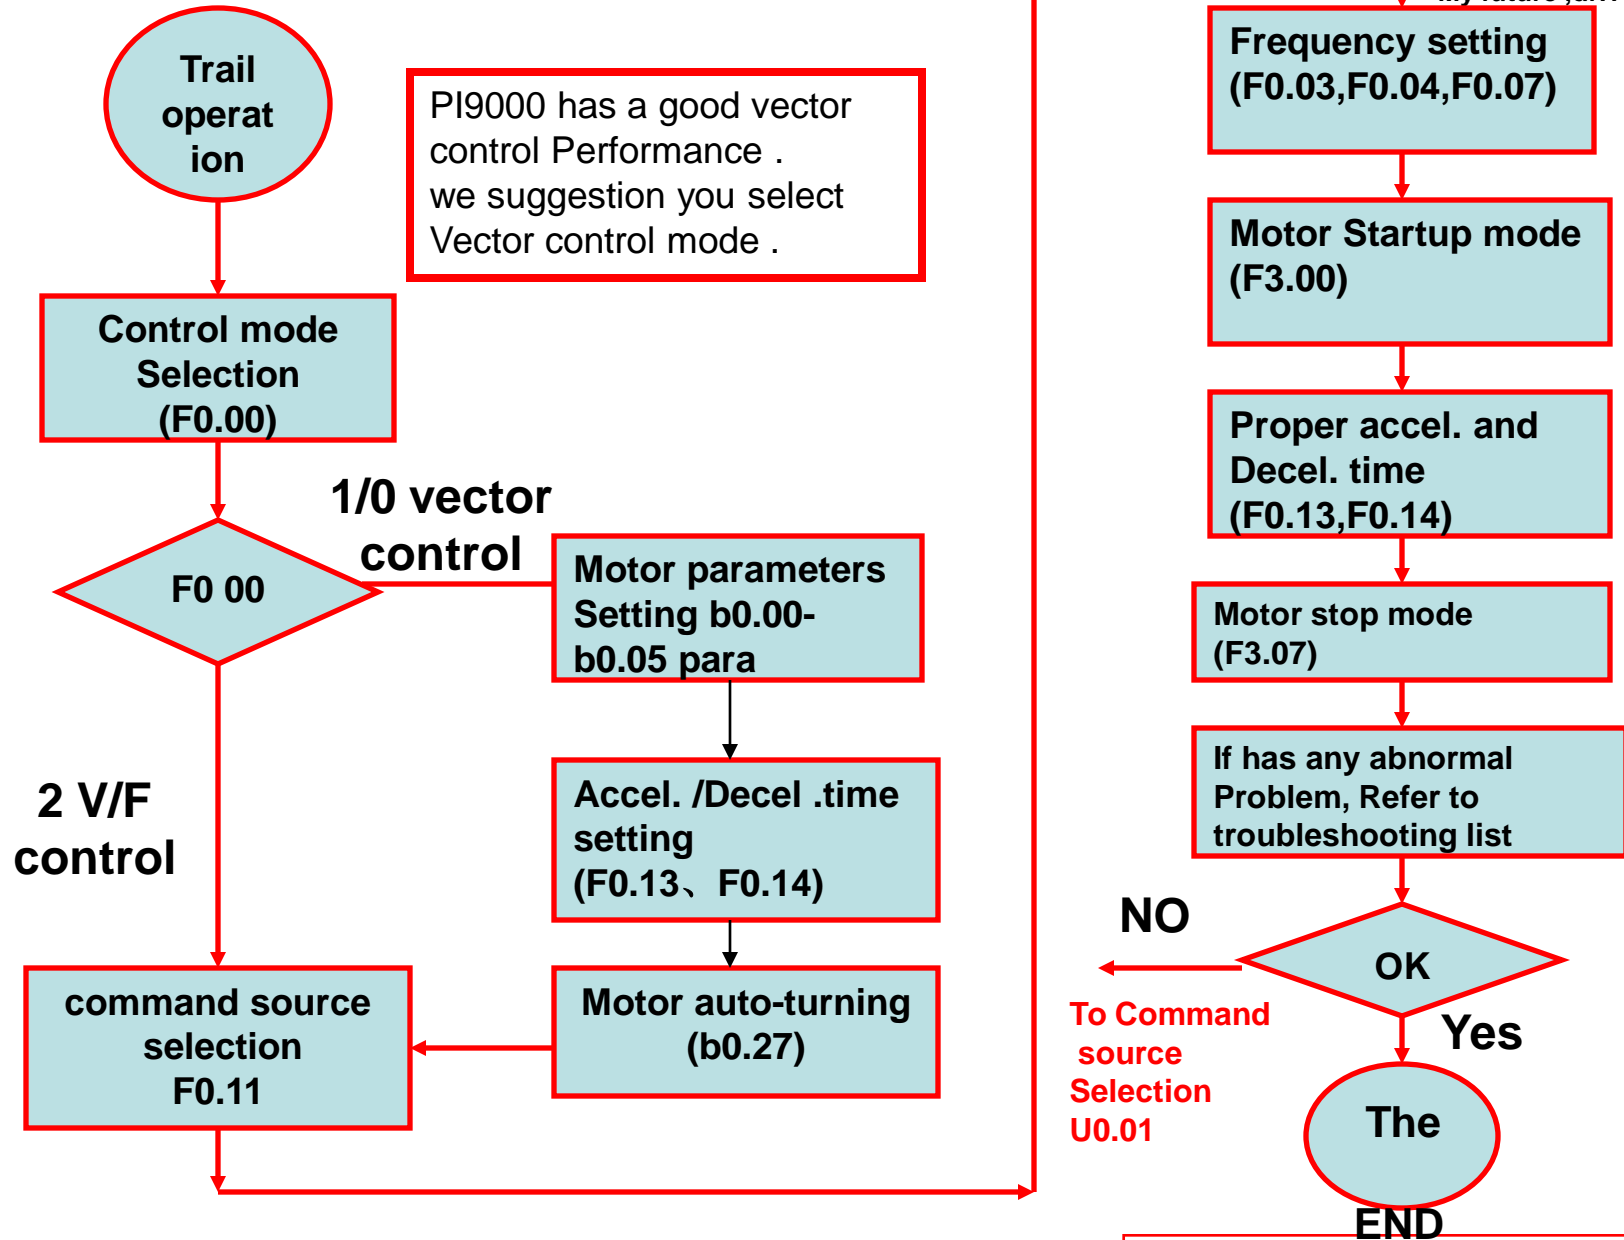 Trail
operat
ion
PI9000 has a good vector
control Performance .
we suggestion you select
Vector control mode .
Control mode
Selection
(F0.00)
1/0 vector
control
F0 00
Motor parameters
Setting b0.00-
b0.05 para
2 V/F
control
Accel. /Decel .time
setting
(F0.13、F0.14)
command source
selection
F0.11
Motor auto-turning
(b0.27)
Frequency setting
(F0.03,F0.04,F0.07)
Motor Startup mode
(F3.00)
Proper accel. and
Decel. time
(F0.13,F0.14)
Motor stop mode
(F3.07)
If has any abnormal
Problem, Refer to
troubleshooting list
NO
OK
To Command
source
Selection
U0.01
Yes
The
END